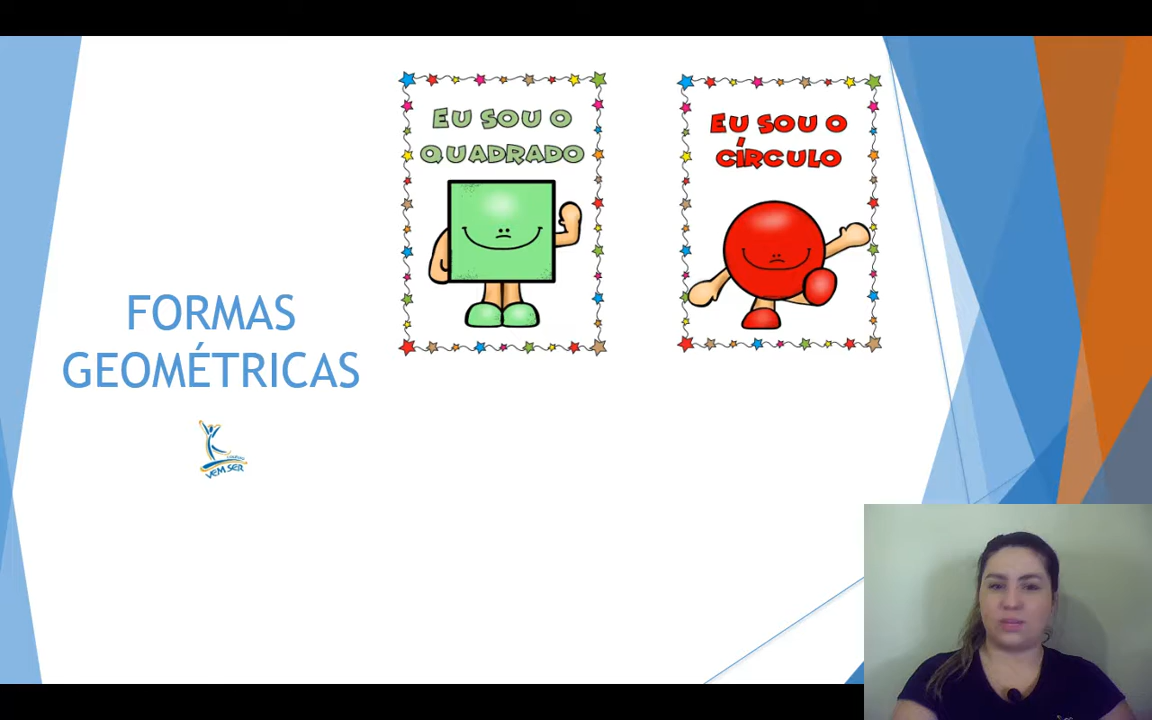 FORMAS
GEOMÉTRICAS
EU SOU O
QUADRADO
EU SOU O
CÍRCULO
VEM SER